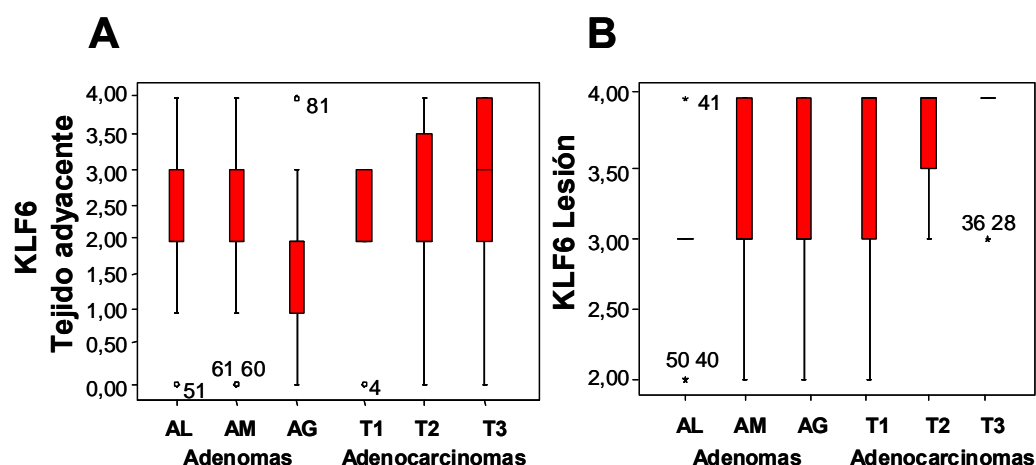 A
KLF6
Tejido adyacente
4,00
3,50
3,00
2,50
2,00
1,50
1,00
0,50
0,00
81
61 60
51
4
AL AM AG T1 T2 T3
Adenomas Adenocarcinomas
B
KLF6 Lesión
4,00
3,50
3,00
2,50
2,00
41
36 28
50 40
AL AM AG T1 T2 T3
Adenomas Adenocarcinomas